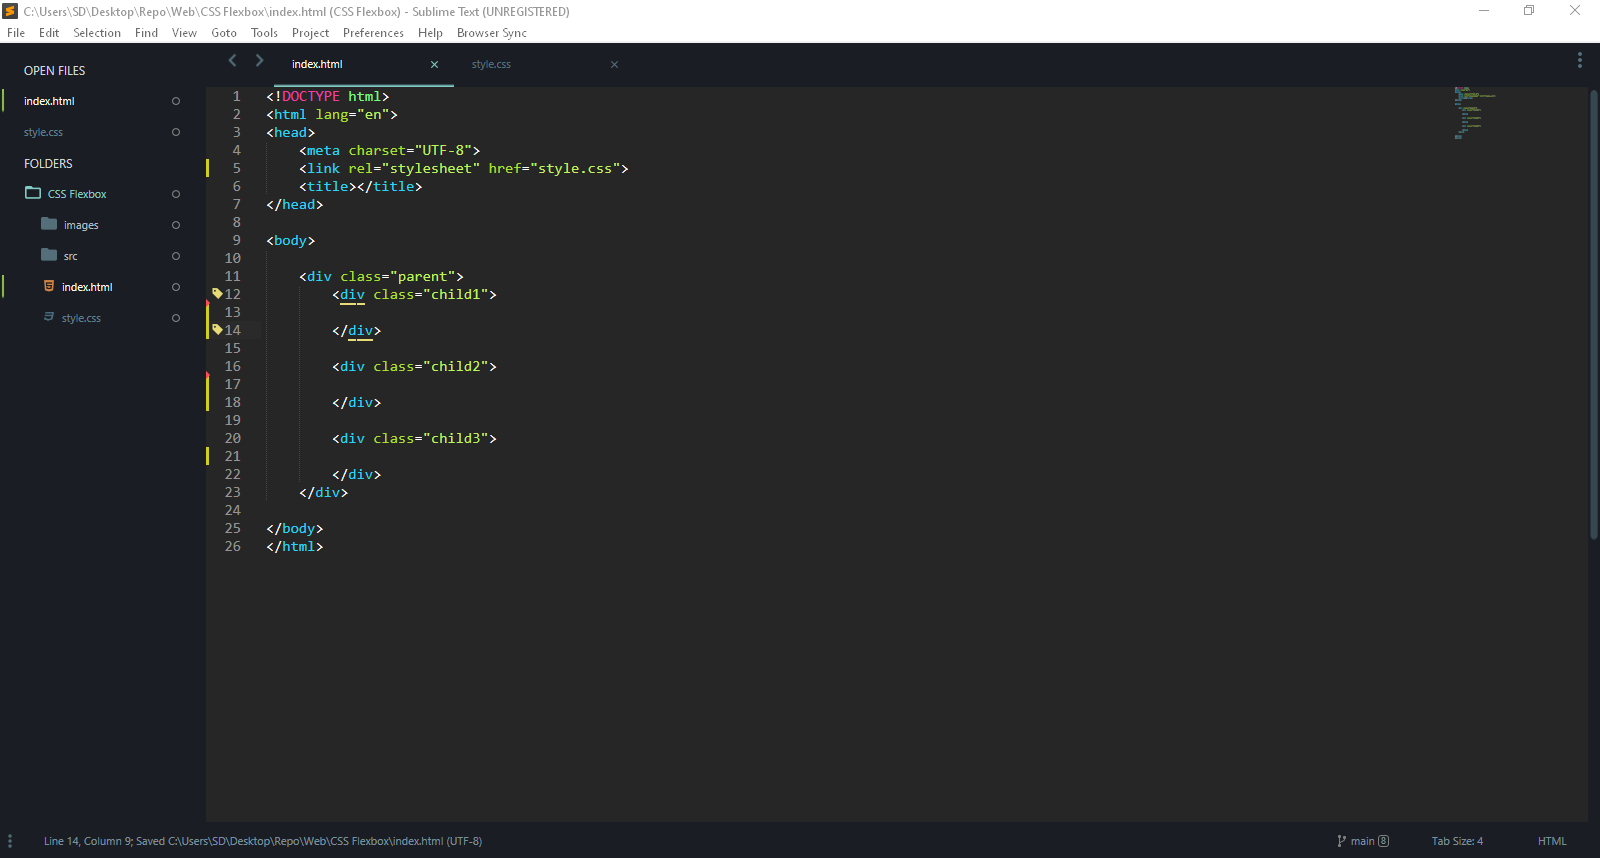 C:\Users\SD\Desktop\Repo\Web\CSS Flexbox\index.html (CSS Flexbox) - Sublime Text (UNREGISTERED)
File Edit Selection Find View Goto Tools Project Preferences Help Browser Sync
OPEN FILES
index.html
style.css
FOLDERS
CSS Flexbox
images
src
index.html
style.css
index.html style.css
1 <!DOCTYPE html>
2 <html lang="en">
3 <head>
4 <meta charset="UTF-8">
5 <link rel="stylesheet" href="style.css">
6 <title></title>
7 </head>
8
9 <body>
10
11 <div class="parent">
12 <div class="child1">
13
14 </div>
15
16 <div class="child2">
17
18 </div>
19
20 <div class="child3">
21
22 </div>
23 </div>
24
25 </body>
26 </html>
Line 14, Column 9; Saved C:\Users\SD\Desktop\Repo\Web\CSS Flexbox\index.html (UTF-8) main 8 Tab Size: 4 HTML